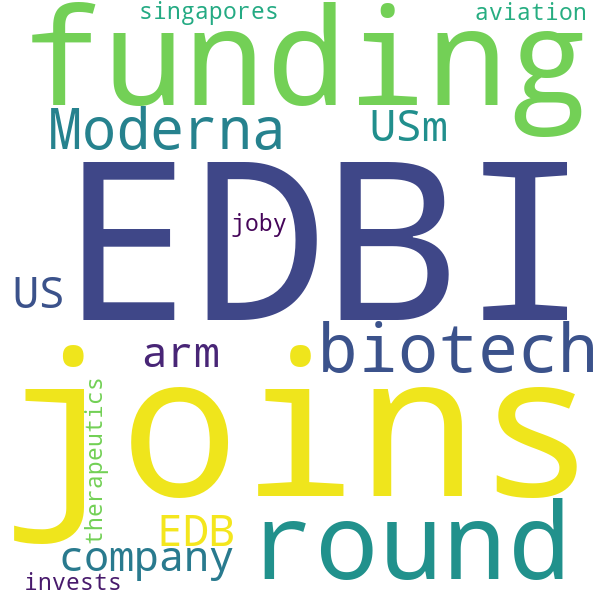 singapores
aviation
funding
Moderna
USm
EDBI
joby
US
arm
biotech
joins
therapeutics
EDB
round
company
invests